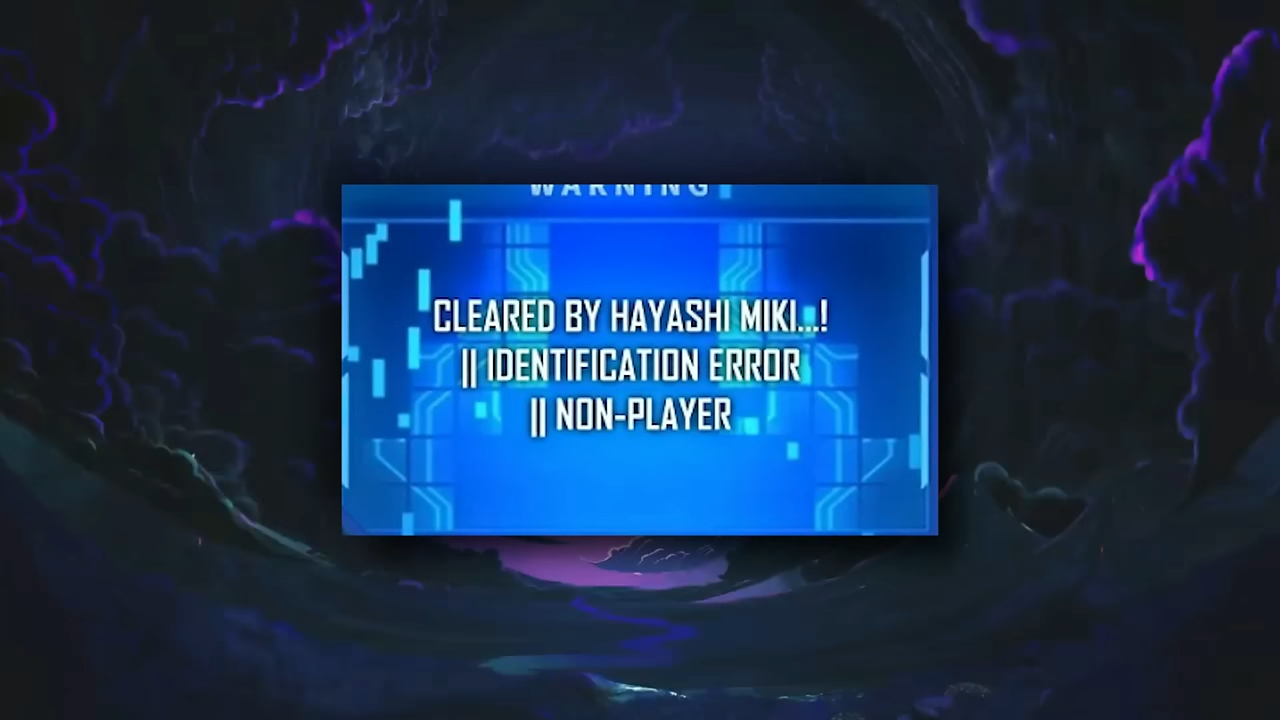 WARNING
CLEARED BY HAYASHI MIKI...!
|| IDENTIFICATION ERROR
|| NON-PLAYER